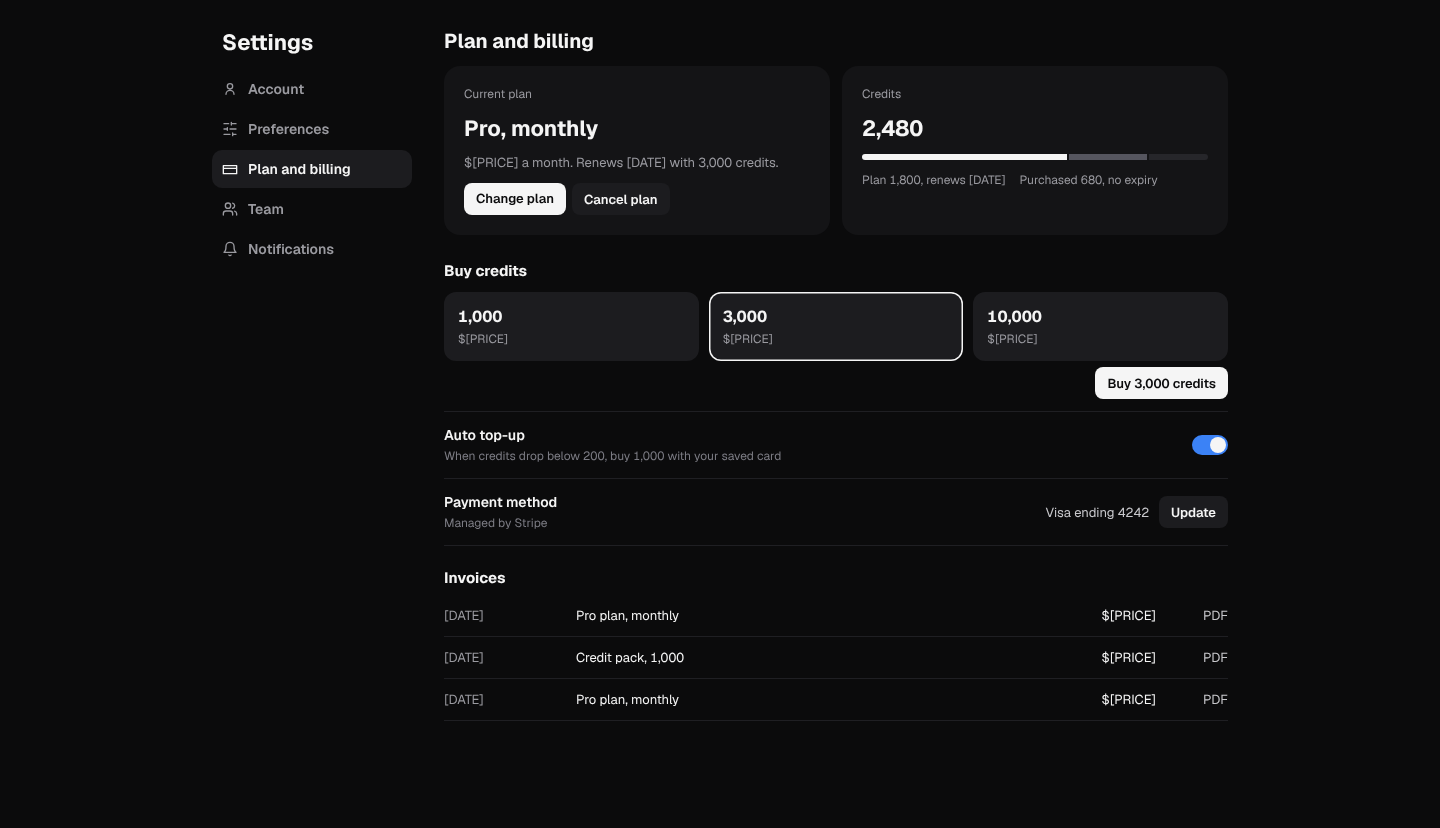 Settings
Account
Preferences
Plan and billing
Team
Notifications
Plan and billing
Current plan
Pro, monthly
$[PRICE] a month. Renews [DATE] with 3,000 credits.
Change plan
Cancel plan
Credits
2,480
Plan 1,800, renews [DATE]
Purchased 680, no expiry
Buy credits
1,000
$[PRICE]
3,000
$[PRICE]
10,000
$[PRICE]
Buy 3,000 credits
Auto top-up
When credits drop below 200, buy 1,000 with your saved card
Payment method
Managed by Stripe
Visa ending 4242
Update
Invoices
[DATE] Pro plan, monthly $[PRICE] PDF
[DATE] Credit pack, 1,000 $[PRICE] PDF
[DATE] Pro plan, monthly $[PRICE] PDF